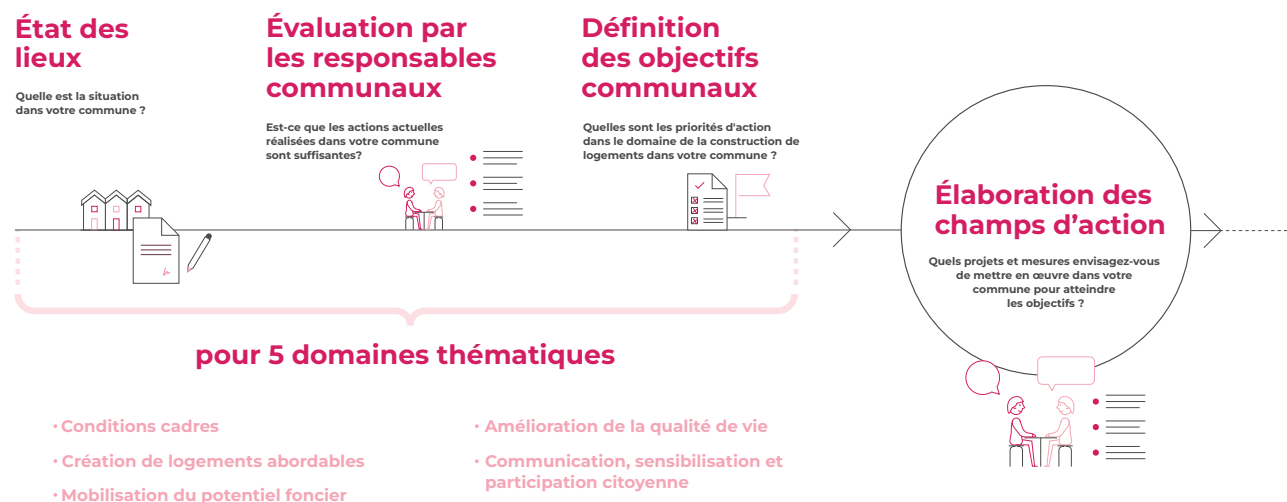 État des
lieux
Quelle est la situation
dans votre commune ?
Évaluation par
les responsables
communaux
Est-ce que les actions actuelles
réalisées dans votre commune
sont suffisantes?
Définition
des objectifs
communaux
Quelles sont les priorités d'action
dans le domaine de la construction de
logements dans votre commune ?
Élaboration des
champs d’action
Quels projets et mesures envisagez-vous
de mettre en œuvre dans votre
commune pour atteindre
les objectifs ?
pour 5 domaines thématiques
· Conditions cadres
· Création de logements abordables
· Mobilisation du potentiel foncier
· Amélioration de la qualité de vie
· Communication, sensibilisation et
participation citoyenne